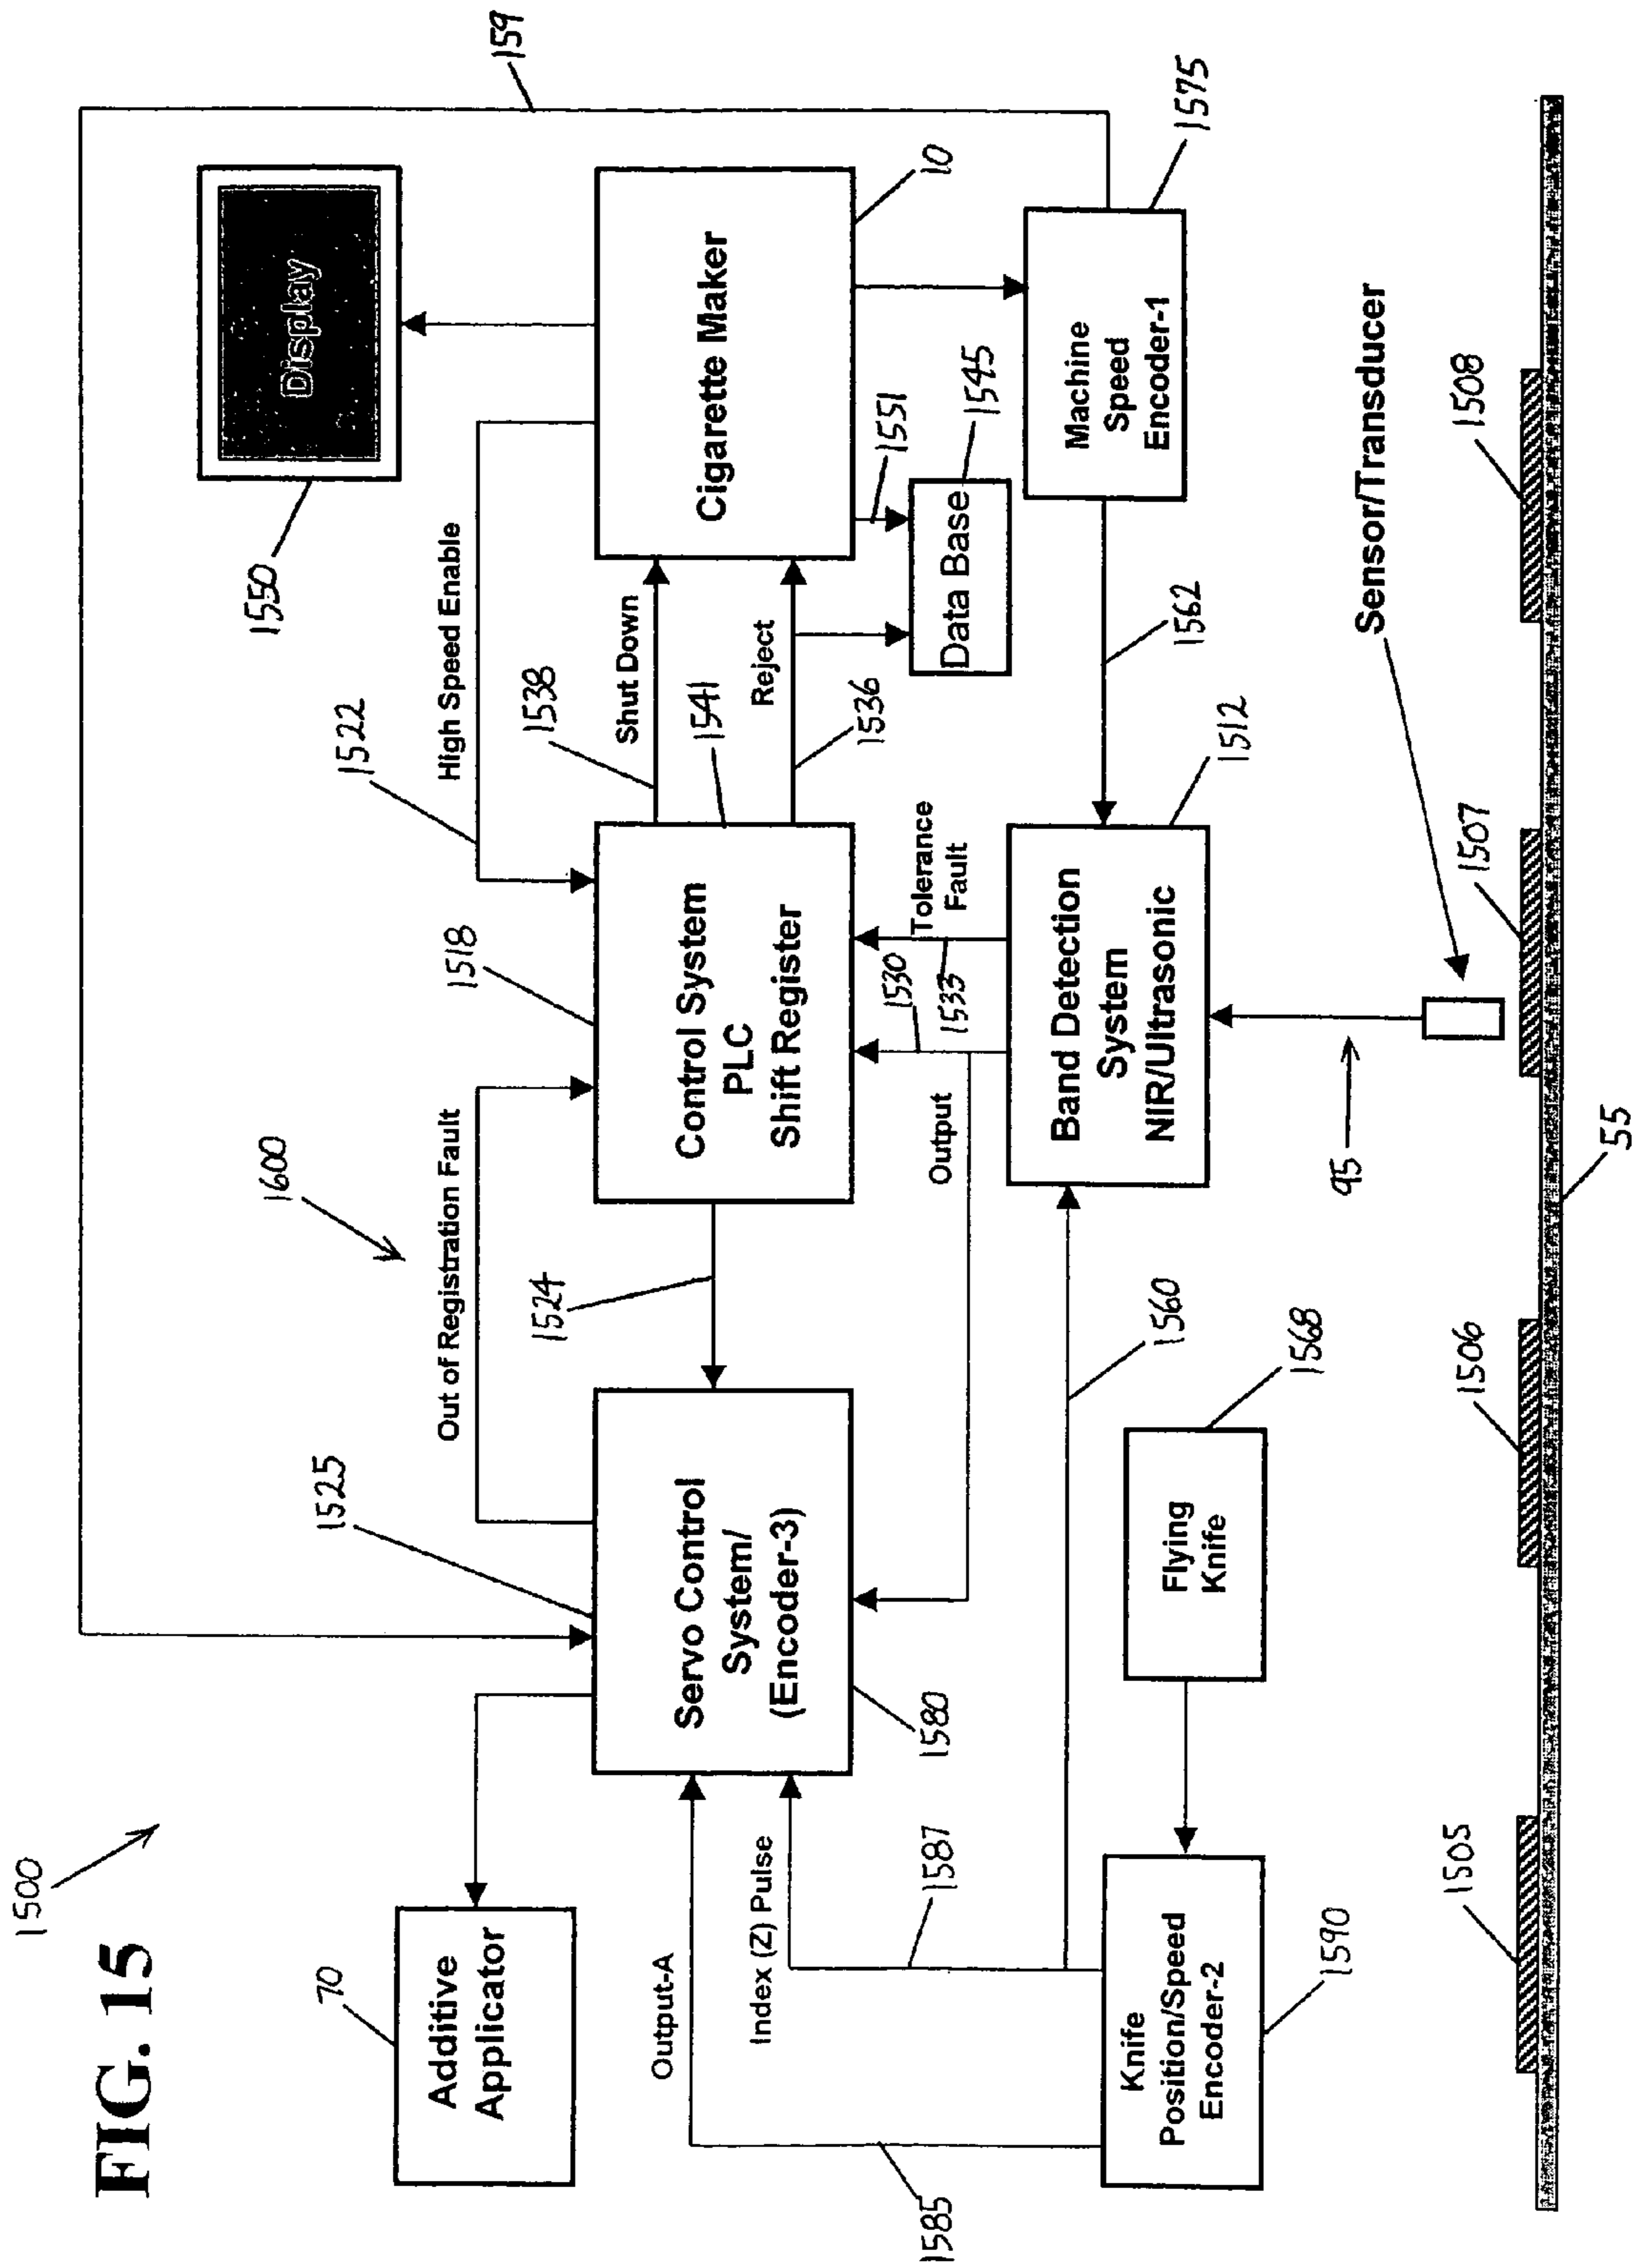 FIG. 15
1500
159
1550
Display
1600
1525
1518
1522
70
Additive
Applicator
Out of Registration Fault
High Speed Enable
Output-A
Index (Z) Pulse
Servo Control
System/
(Encoder-3)
1524
Control System
PLC
Shift Register
1538
Shut Down
1541
Reject
1536
Cigarette Maker
10
1580
1585
1587
Output
1530
1533
Tolerance
Fault
1551
Data Base
1545
Knife
Position/Speed
Encoder-2
1590
Flying
Knife
1568
1560
Band Detection
System
NIR/Ultrasonic
1512
1562
Machine
Speed
Encoder-1
1575
95
Sensor/Transducer
1505
1506
1507
1508
55